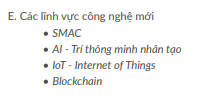 E. Các lĩnh vực công nghệ mới
• SMAC
• AI - Trí thông minh nhân tạo
• IoT - Internet of Things
• Blockchain